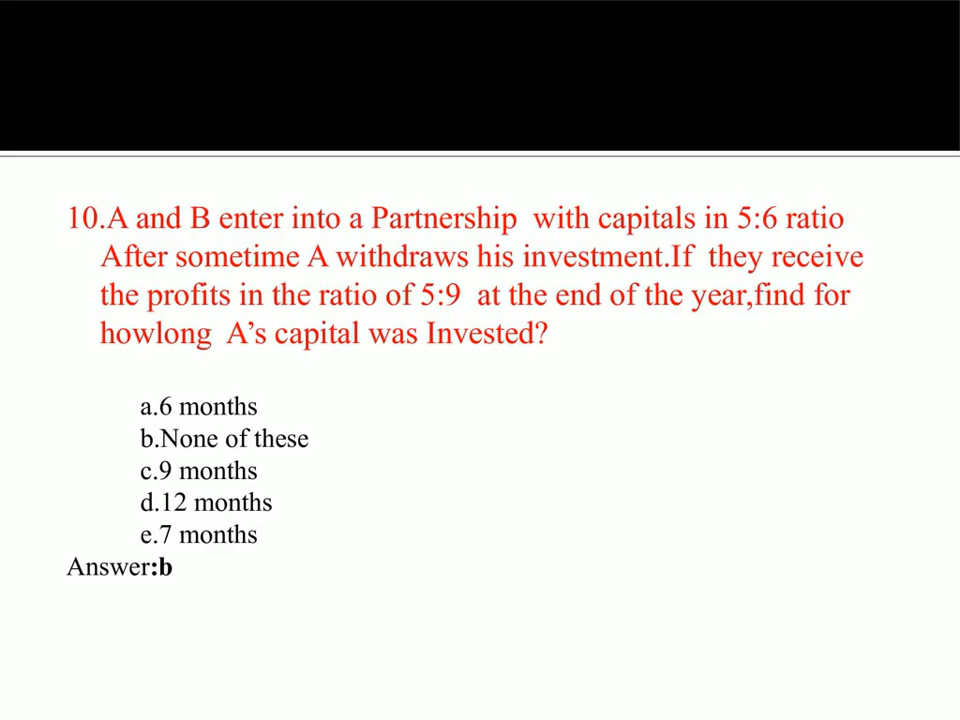 10.A and B enter into a Partnership with capitals in 5:6 ratio
After sometime A withdraws his investment.If they receive
the profits in the ratio of 5:9 at the end of the year,find for
howlong A's capital was Invested?
a.6 months
b.None of these
c.9 months
d.12 months
e.7 months
Answer:b